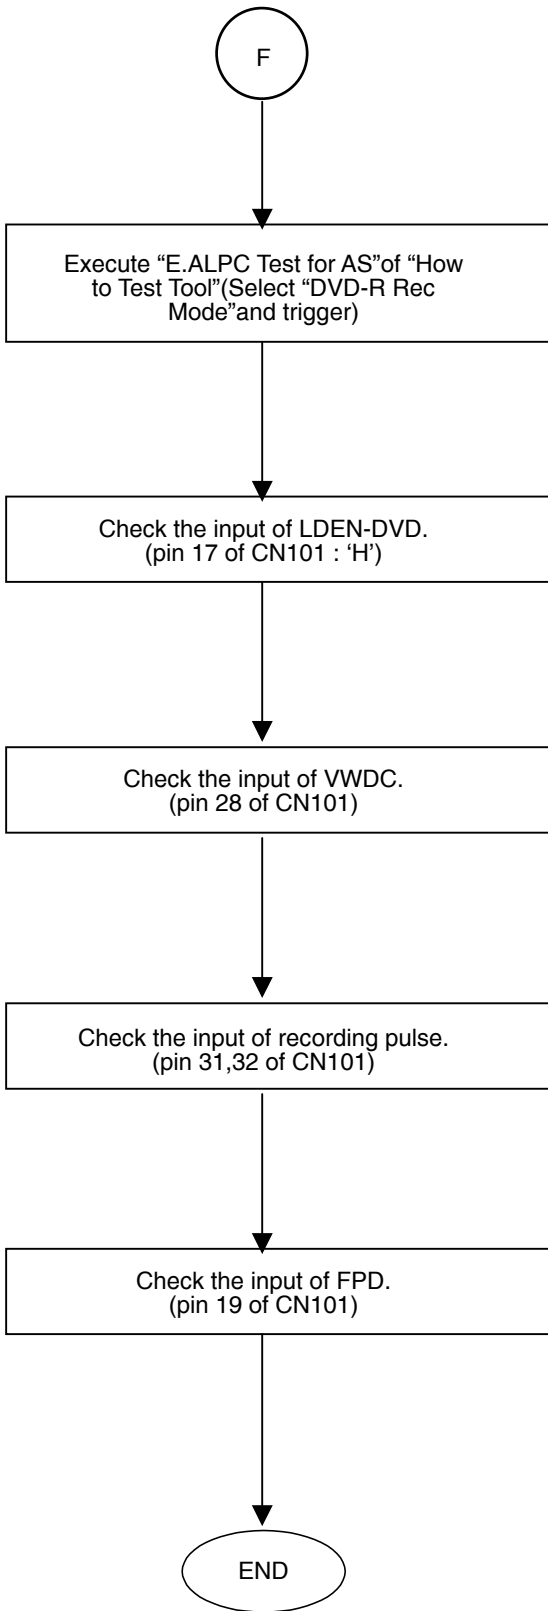 F
Execute “E.ALPC Test for AS”of “How
to Test Tool”(Select “DVD-R Rec
Mode”and trigger)
Check the input of LDEN-DVD.
(pin 17 of CN101 : ‘H’)
Check the input of VWDC.
(pin 28 of CN101)
Check the input of recording pulse.
(pin 31,32 of CN101)
Check the input of FPD.
(pin 19 of CN101)
END